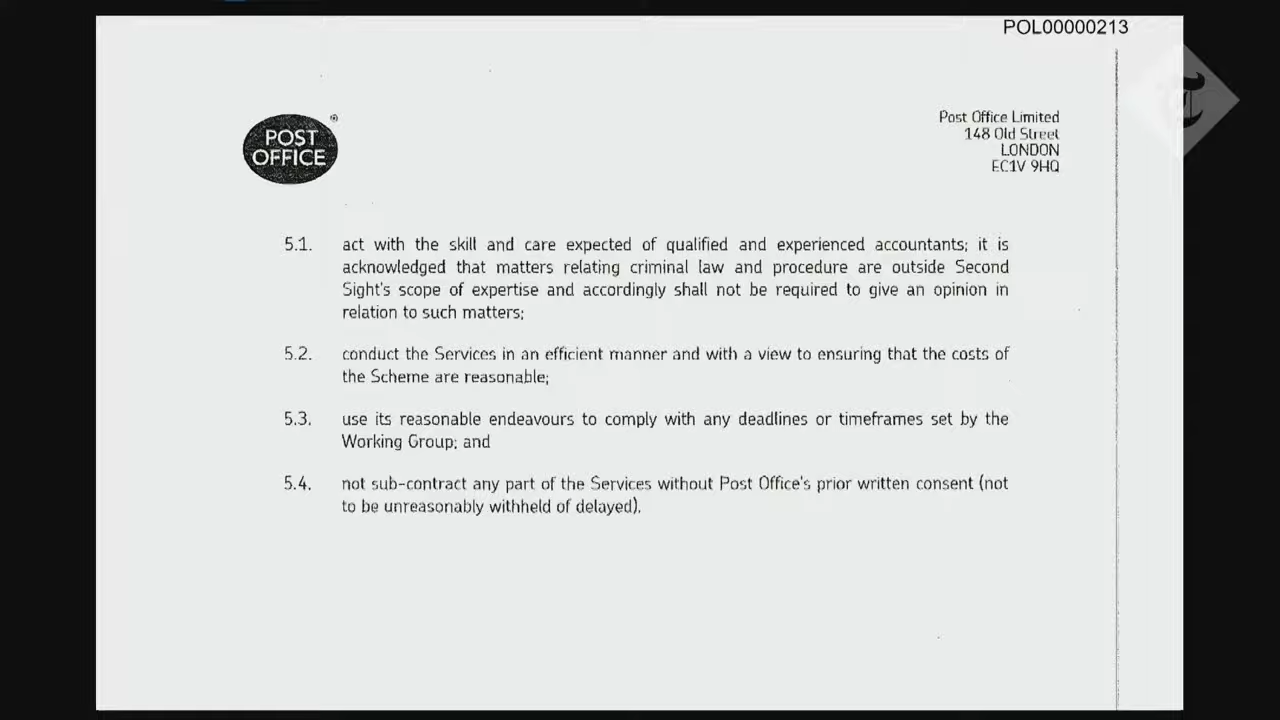 POL00000213
POST
OFFICE
Post Office Limited
148 Old Street
LONDON
EC1V 9HQ
5.1. act with the skill and care expected of qualified and experienced accountants; it is
acknowledged that matters relating criminal law and procedure are outside Second
Sight's scope of expertise and accordingly shall not be required to give an opinion in
relation to such matters;
5.2. conduct the Services in an efficient manner and with a view to ensuring that the costs of
the Scheme are reasonable;
5.3. use its reasonable endeavours to comply with any deadlines or timeframes set by the
Working Group; and
5.4. not sub-contract any part of the Services without Post Office's prior written consent (not
to be unreasonably withheld of delayed).